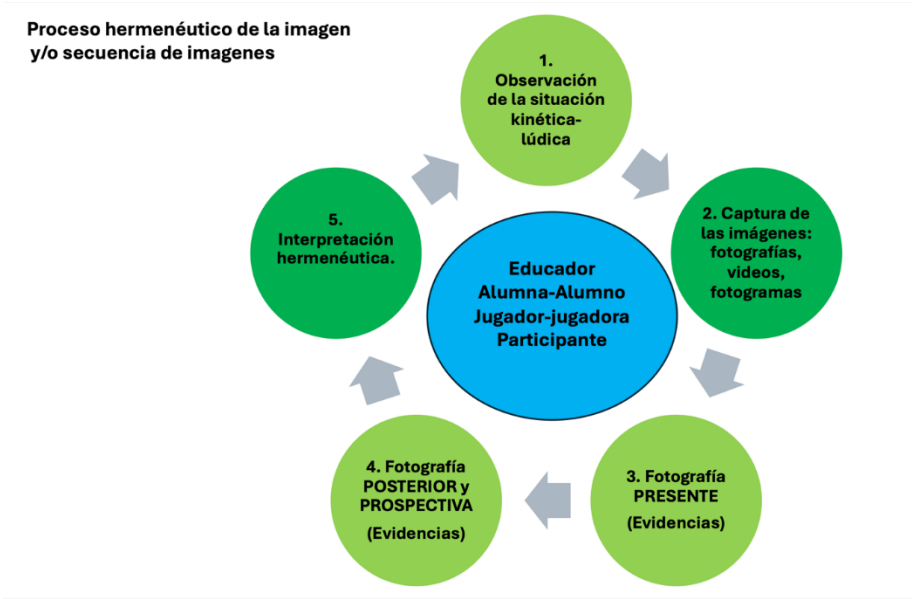 Proceso hermenéutico de la imagen
y/o secuencia de imagenes
1.
Observación
de la situación
kinética-
lúdica
2. Captura de
las imágenes:
fotografías,
videos,
fotogramas
3. Fotografía
PRESENTE
(Evidencias)
4. Fotografía
POSTERIOR y
PROSPECTIVA
(Evidencias)
5.
Interpretación
hermenéutica.
Educador
Alumna-Alumno
Jugador-jugadora
Participante